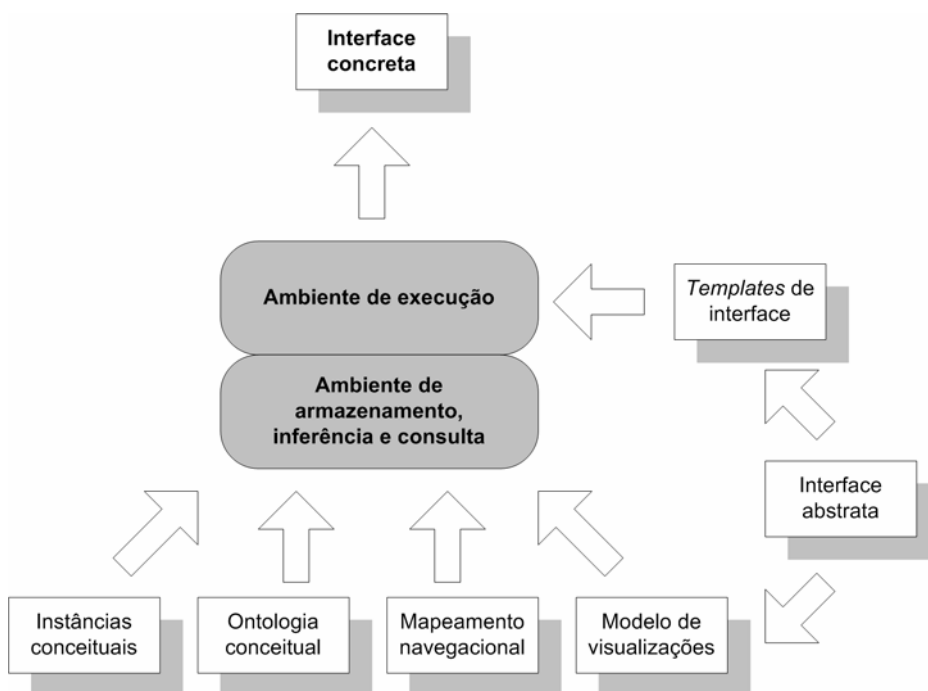 Interface
concreta
Ambiente de execução
Templates de
interface
Ambiente de
armazenamento,
inferência e consulta
Interface
abstrata
Instâncias
conceituais
Ontologia
conceitual
Mapeamento
navegacional
Modelo de
visualizações